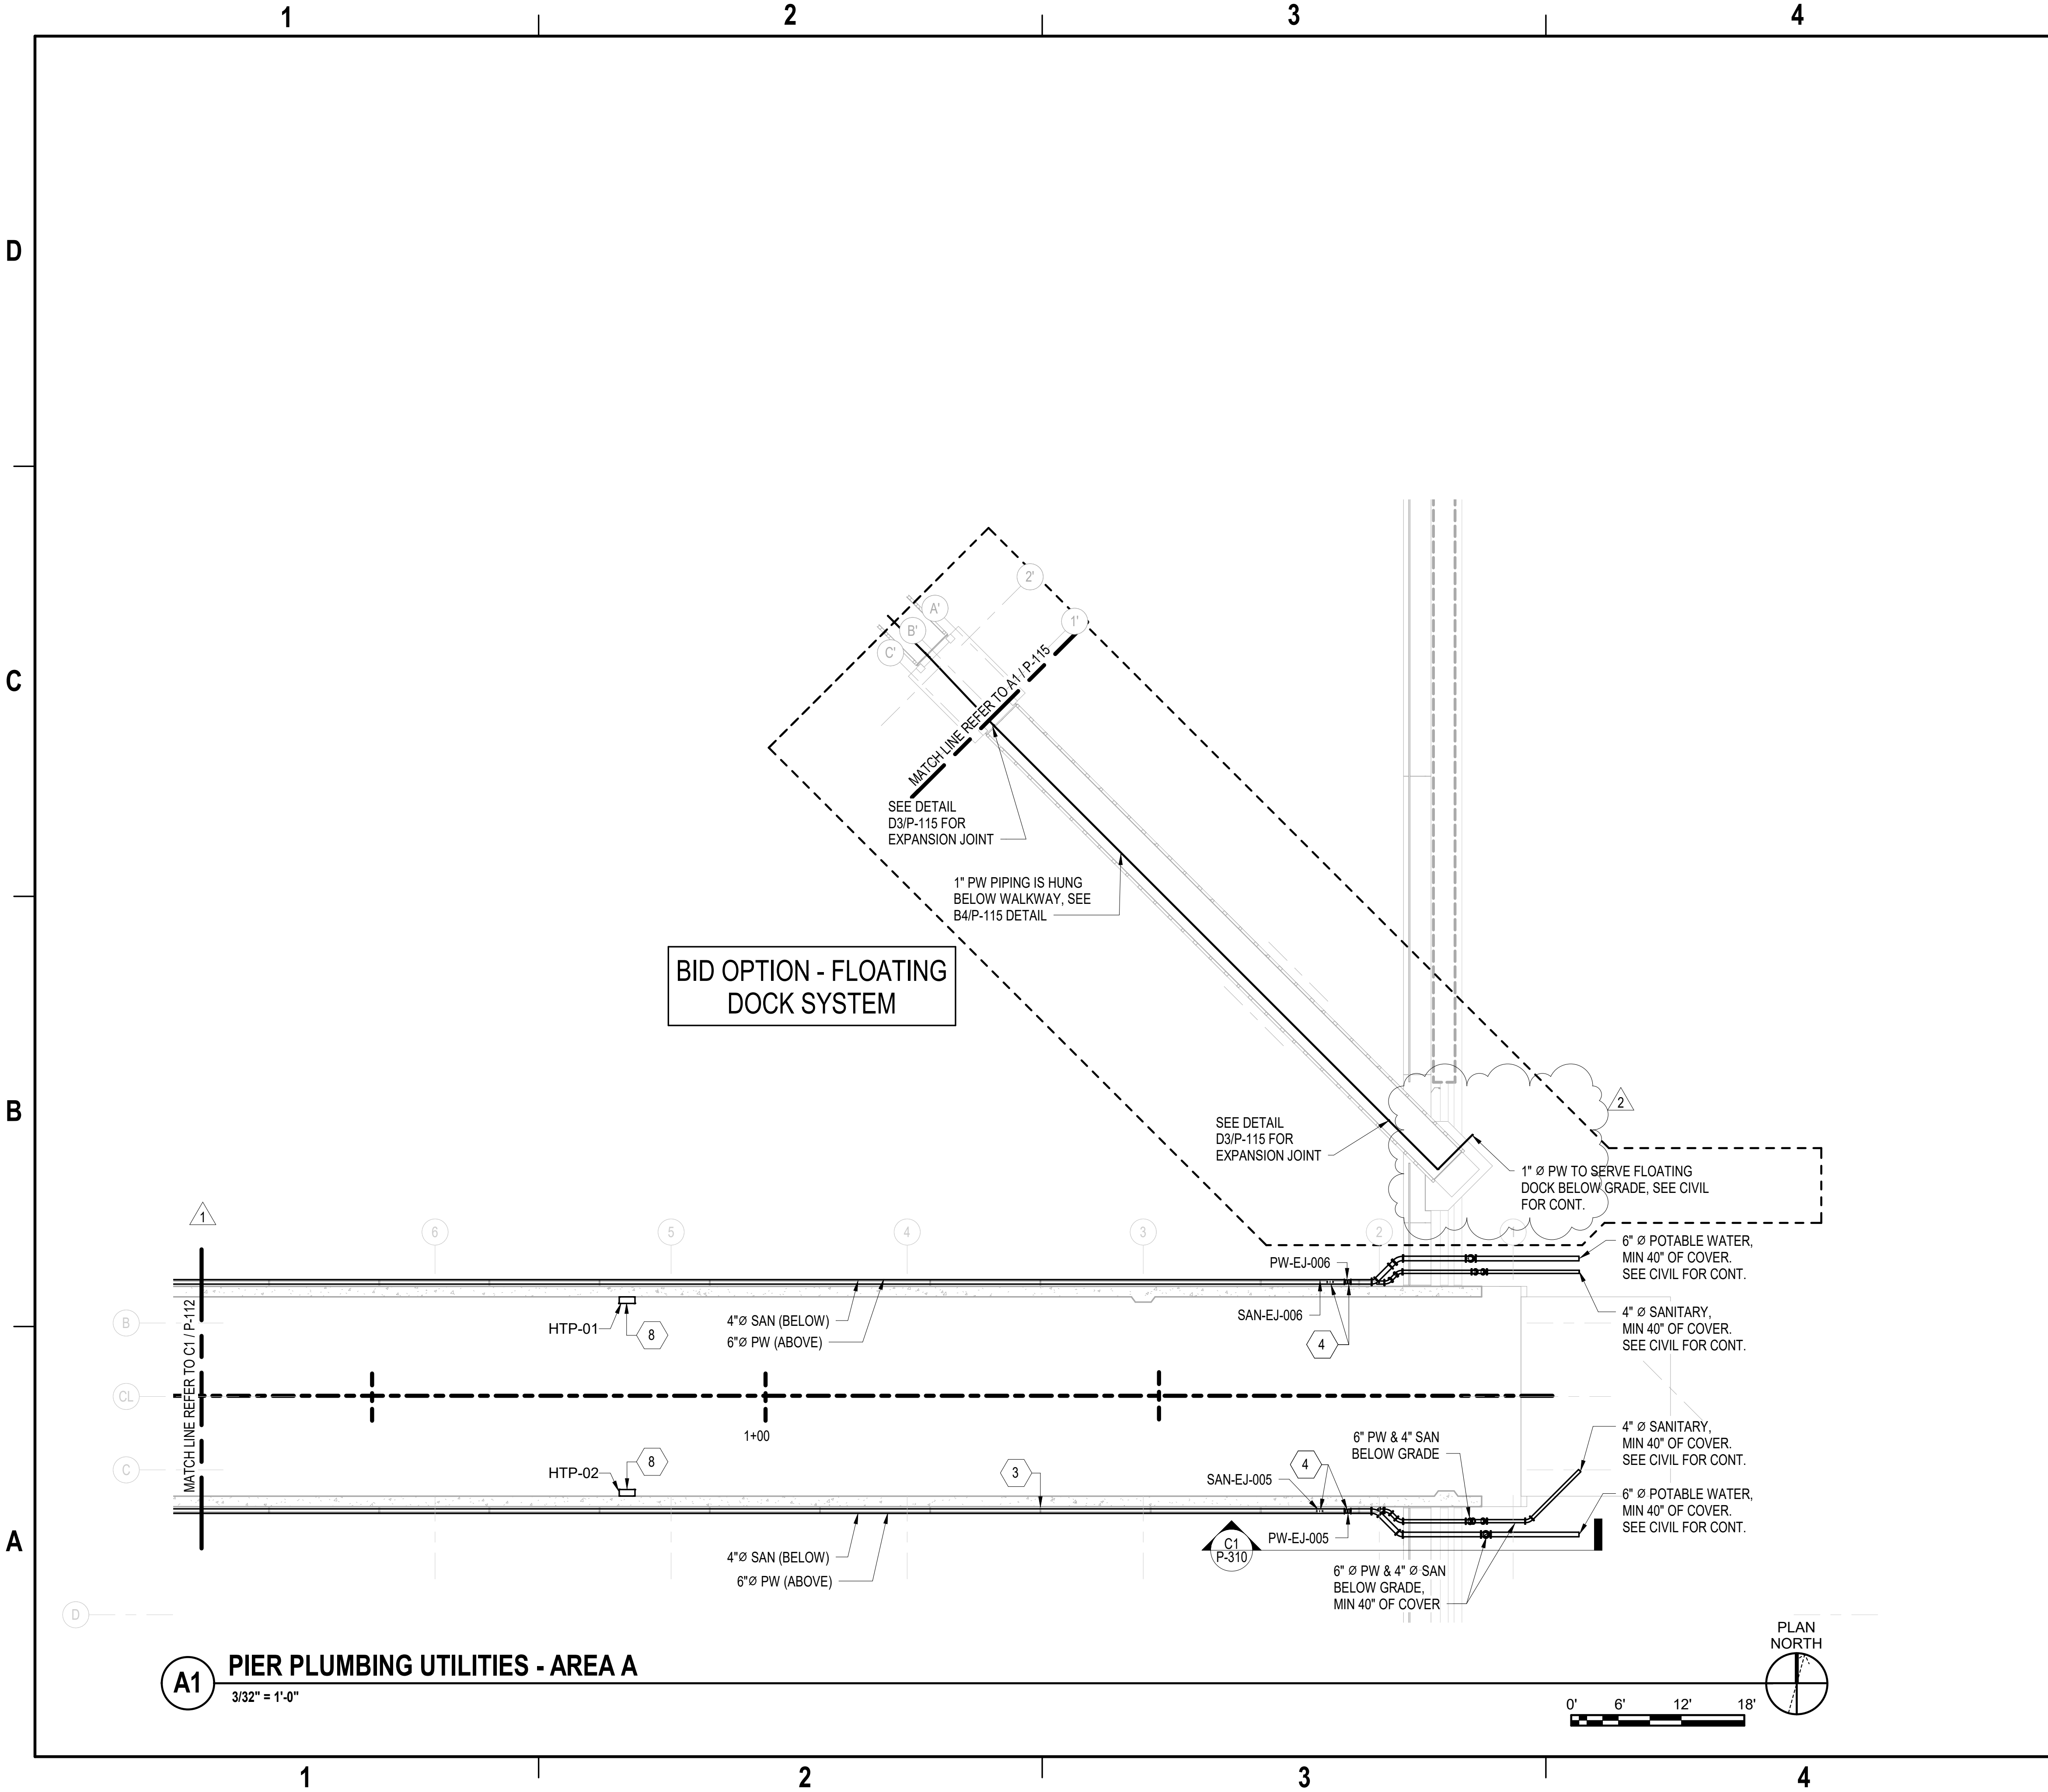 1 2 3 4
D
C
B
A
2'
1'
A'
B'
C'
MATCH LINE REFER TO A1 / P-115
SEE DETAIL
D3/P-115 FOR
EXPANSION JOINT
1" PW PIPING IS HUNG
BELOW WALKWAY, SEE
B4/P-115 DETAIL
BID OPTION - FLOATING
DOCK SYSTEM
2
SEE DETAIL
D3/P-115 FOR
EXPANSION JOINT
1" Ø PW TO SERVE FLOATING
DOCK BELOW GRADE, SEE CIVIL
FOR CONT.
1
6 5 4 3 2 1
PW-EJ-006
6" Ø POTABLE WATER,
MIN 40" OF COVER.
SEE CIVIL FOR CONT.
B
HTP-01
8
4"Ø SAN (BELOW)
6"Ø PW (ABOVE)
SAN-EJ-006
4
4" Ø SANITARY,
MIN 40" OF COVER.
SEE CIVIL FOR CONT.
MATCH LINE REFER TO C1 / P-112
CL
1+00
C
HTP-02
8
3
SAN-EJ-005
4
6" PW & 4" SAN
BELOW GRADE
4" Ø SANITARY,
MIN 40" OF COVER.
SEE CIVIL FOR CONT.
6" Ø POTABLE WATER,
MIN 40" OF COVER.
SEE CIVIL FOR CONT.
PW-EJ-005
C1
P-310
4"Ø SAN (BELOW)
6"Ø PW (ABOVE)
6" Ø PW & 4" Ø SAN
BELOW GRADE,
MIN 40" OF COVER
D
A1
PIER PLUMBING UTILITIES - AREA A
3/32" = 1'-0"
PLAN
NORTH
0' 6' 12' 18'
1 2 3 4